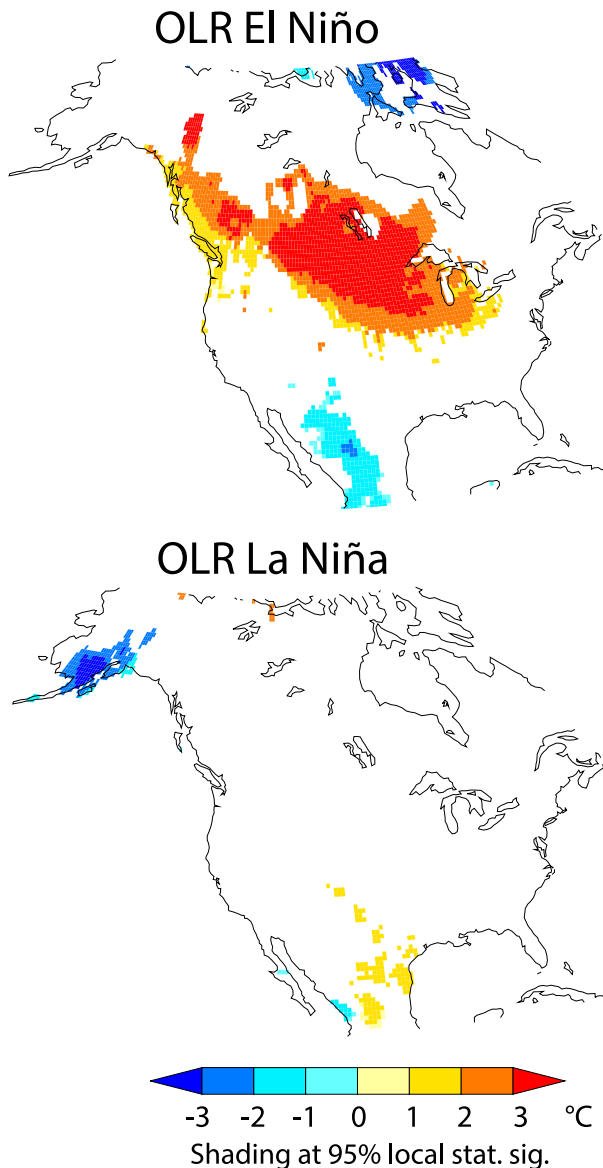 OLR El Niño
OLR La Niña
-3 -2 -1 0 1 2 3 °C
Shading at 95% local stat. sig.